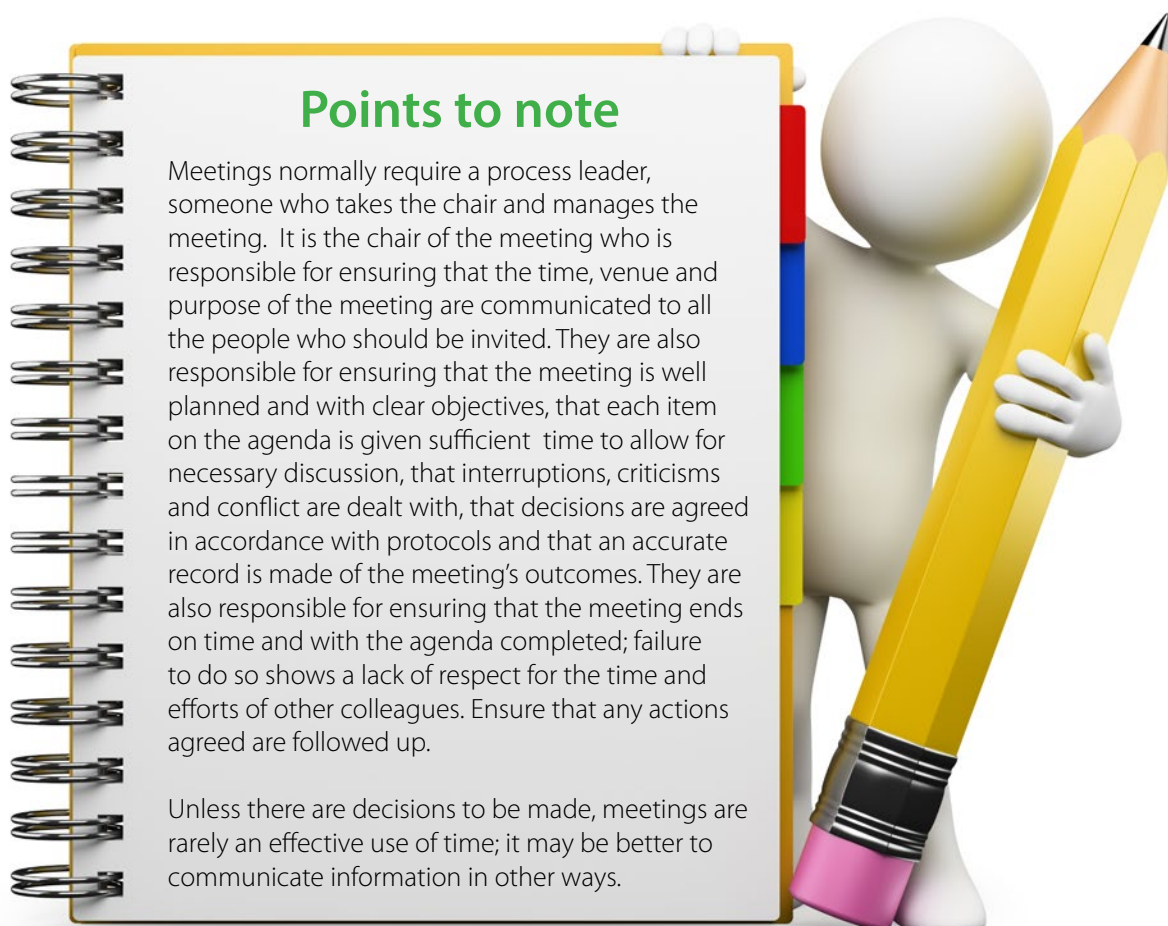 Points to note
Meetings normally require a process leader,
someone who takes the chair and manages the
meeting.  It is the chair of the meeting who is
responsible for ensuring that the time, venue and
purpose of the meeting are communicated to all
the people who should be invited. They are also
responsible for ensuring that the meeting is well
planned and with clear objectives, that each item
on the agenda is given sufficient  time to allow for
necessary discussion, that interruptions, criticisms
and conflict are dealt with, that decisions are agreed
in accordance with protocols and that an accurate
record is made of the meeting’s outcomes. They are
also responsible for ensuring that the meeting ends
on time and with the agenda completed; failure
to do so shows a lack of respect for the time and
efforts of other colleagues. Ensure that any actions
agreed are followed up.
Unless there are decisions to be made, meetings are
rarely an effective use of time; it may be better to
communicate information in other ways.